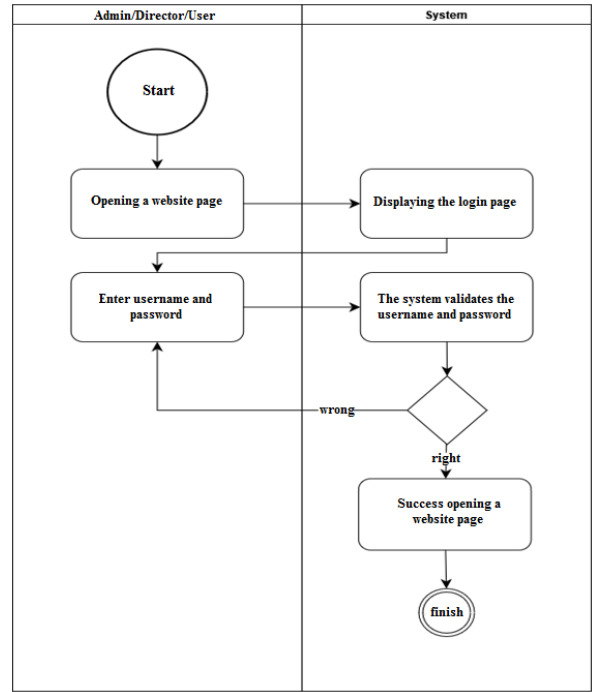 Admin/Director/User
System
Start
Opening a website page
Displaying the login page
Enter username and
password
The system validates the
username and password
wrong
right
Success opening a
website page
finish